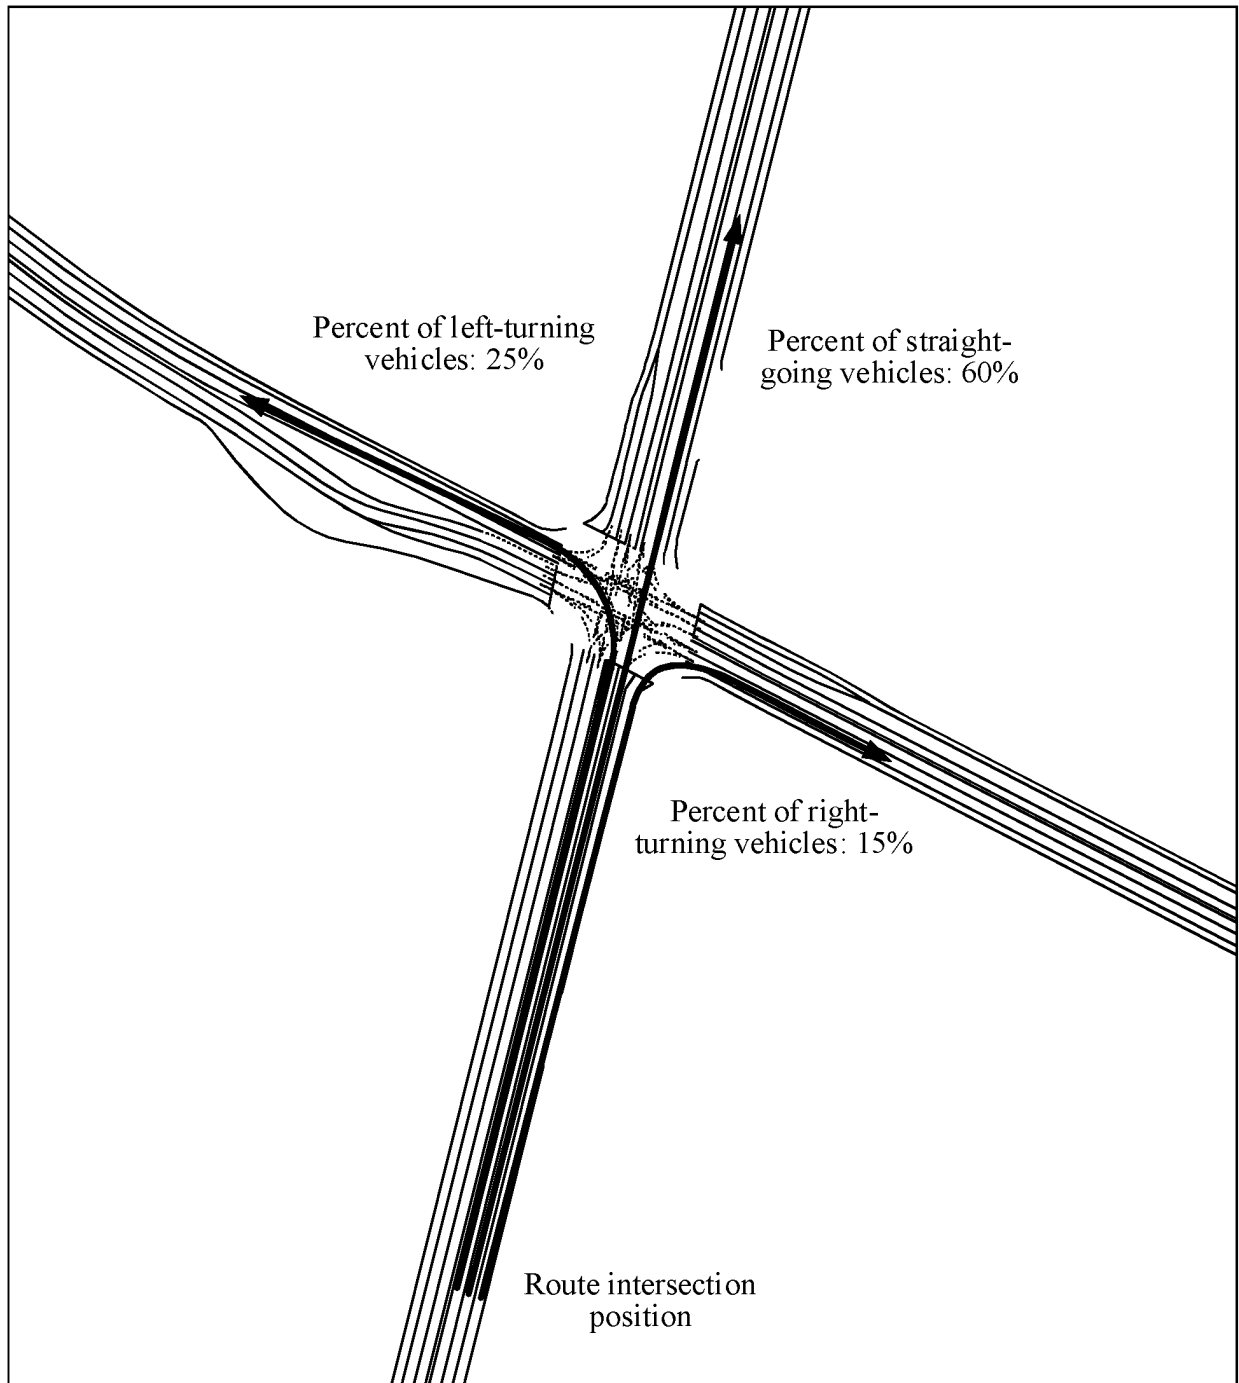 Percent of left-turning
vehicles: 25%
Percent of straight-
going vehicles: 60%
Percent of right-
turning vehicles: 15%
Route intersection
position